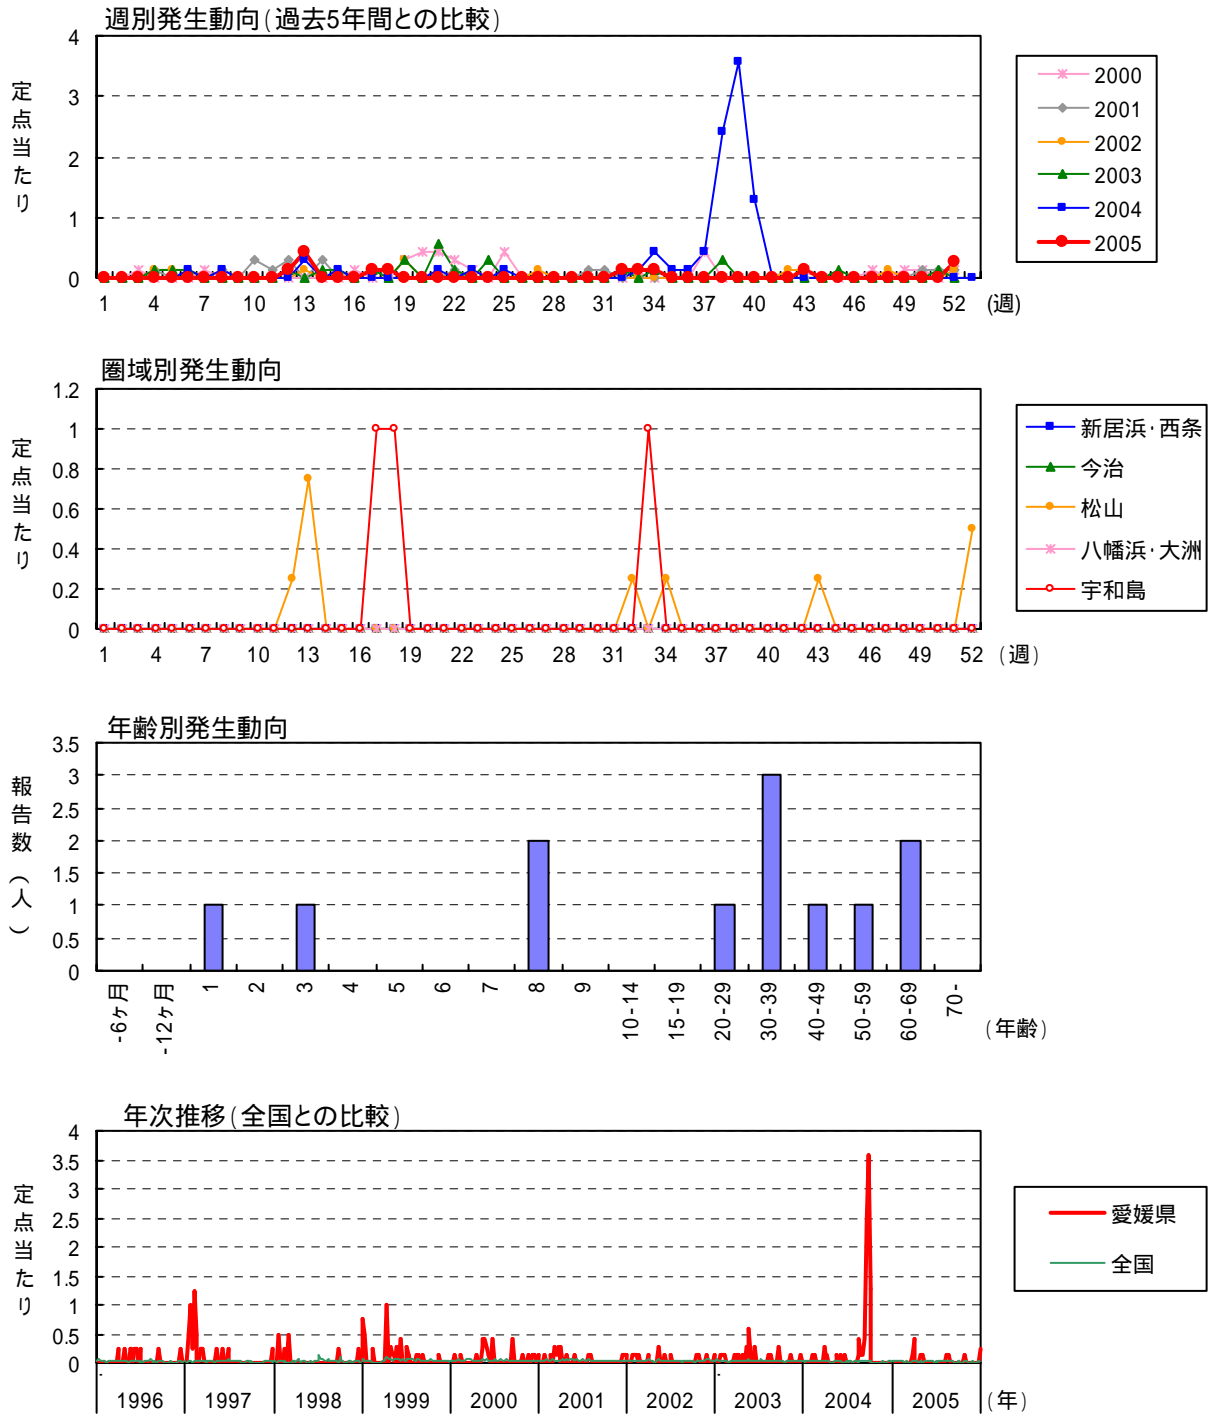 週別発生動向(過去5年間との比較)
定点当たり
4
3
2
1
0
1 4 7 10 13 16 19 22 25 28 31 34 37 40 43 46 49 52 (週)
2000
2001
2002
2003
2004
2005
圏域別発生動向
定点当たり
1.2
1
0.8
0.6
0.4
0.2
0
1 4 7 10 13 16 19 22 25 28 31 34 37 40 43 46 49 52 (週)
新居浜・西条
今治
松山
八幡浜・大洲
宇和島
年齢別発生動向
報告数(人)
3.5
3
2.5
2
1.5
1
0.5
0
-6ヶ月 -12ヶ月 1 2 3 4 5 6 7 8 9 10-14 15-19 20-29 30-39 40-49 50-59 60-69 70- (年齢)
年次推移(全国との比較)
定点当たり
4
3.5
3
2.5
2
1.5
1
0.5
0
1996 1997 1998 1999 2000 2001 2002 2003 2004 2005 (年)
愛媛県
全国